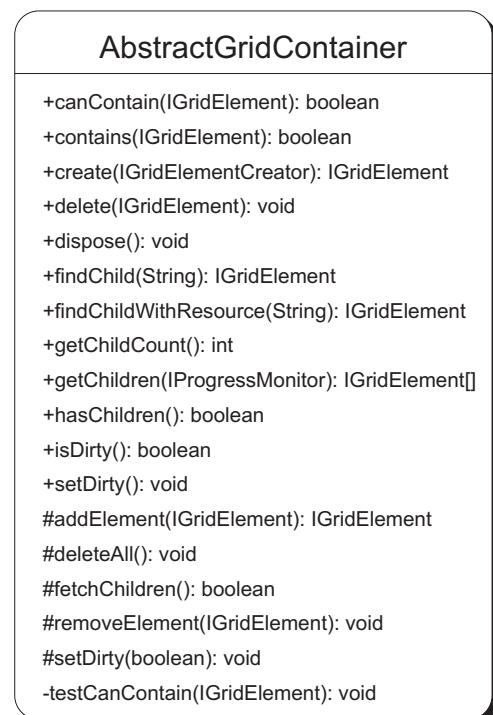 AbstractGridContainer
+canContain(IGridElement): boolean
+contains(IGridElement): boolean
+create(IGridElementCreator): IGridElement
+delete(IGridElement): void
+dispose(): void
+findChild(String): IGridElement
+findChildWithResource(String): IGridElement
+getChildCount(): int
+getChildren(IProgressMonitor): IGridElement[]
+hasChildren(): boolean
+isDirty(): boolean
+setDirty(): void
#addElement(IGridElement): IGridElement
#deleteAll(): void
#fetchChildren(): boolean
#removeElement(IGridElement): void
#setDirty(boolean): void
-testCanContain(IGridElement): void